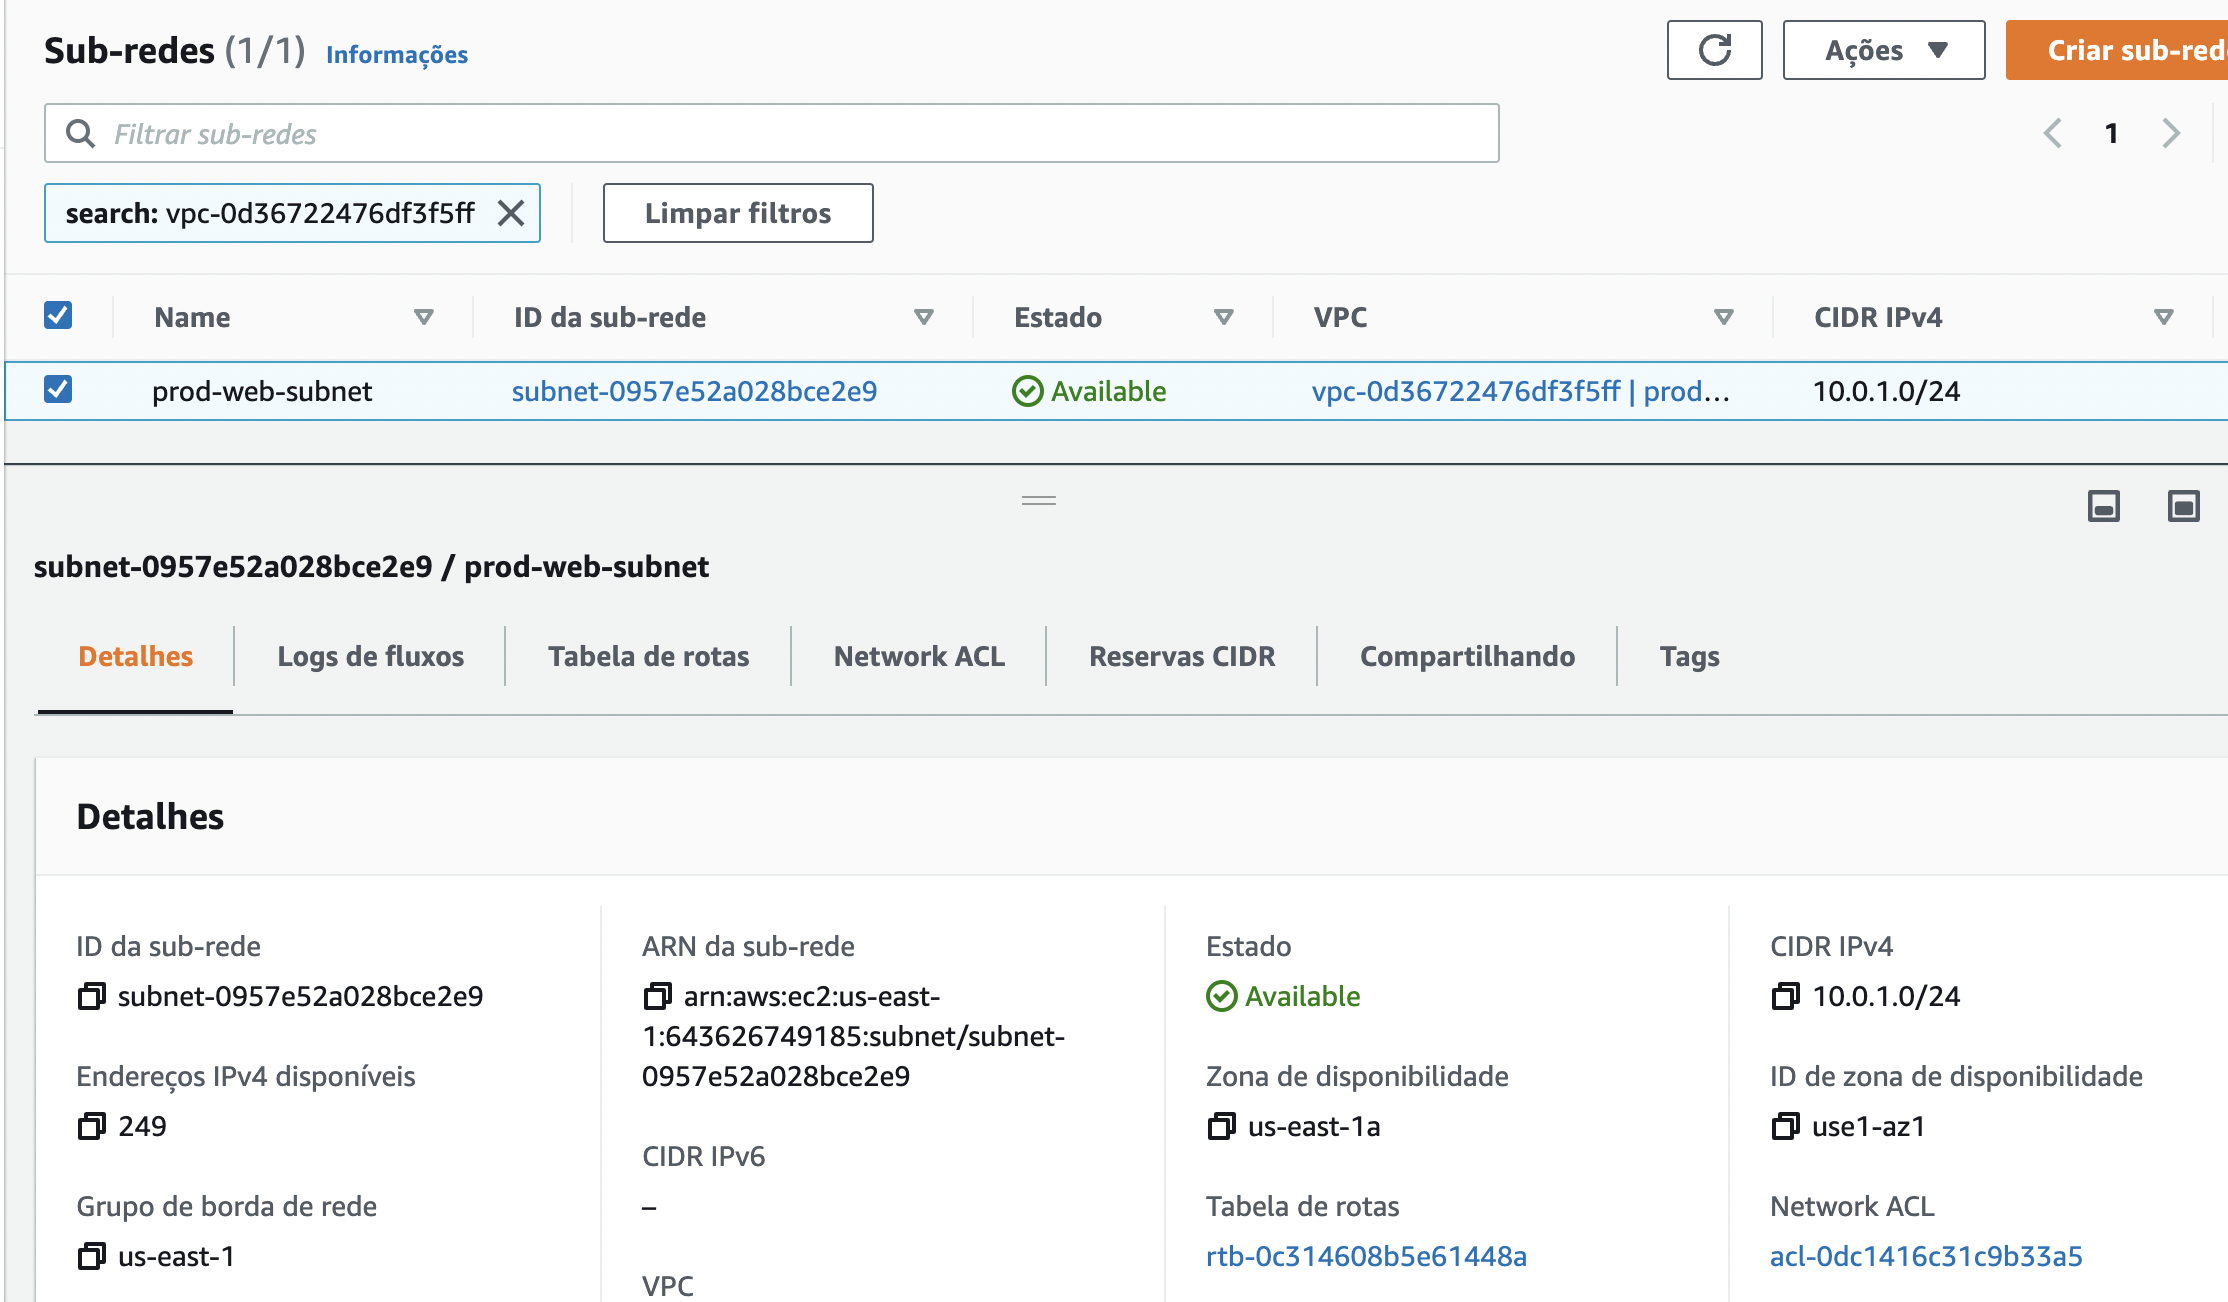 Sub-redes (1/1) Informações
Ações
Criar sub-red
Filtrar sub-redes
1
search: vpc-0d36722476df3f5ff
Limpar filtros
Name ID da sub-rede Estado VPC CIDR IPv4
prod-web-subnet subnet-0957e52a028bce2e9 Available vpc-0d36722476df3f5ff | prod... 10.0.1.0/24
subnet-0957e52a028bce2e9 / prod-web-subnet
Detalhes Logs de fluxos Tabela de rotas Network ACL Reservas CIDR Compartilhando Tags
Detalhes
ID da sub-rede
subnet-0957e52a028bce2e9
Endereços IPv4 disponíveis
249
Grupo de borda de rede
us-east-1
ARN da sub-rede
arn:aws:ec2:us-east-
1:643626749185:subnet/subnet-
0957e52a028bce2e9
CIDR IPv6
–
VPC
Estado
Available
Zona de disponibilidade
us-east-1a
Tabela de rotas
rtb-0c314608b5e61448a
CIDR IPv4
10.0.1.0/24
ID de zona de disponibilidade
use1-az1
Network ACL
acl-0dc1416c31c9b33a5